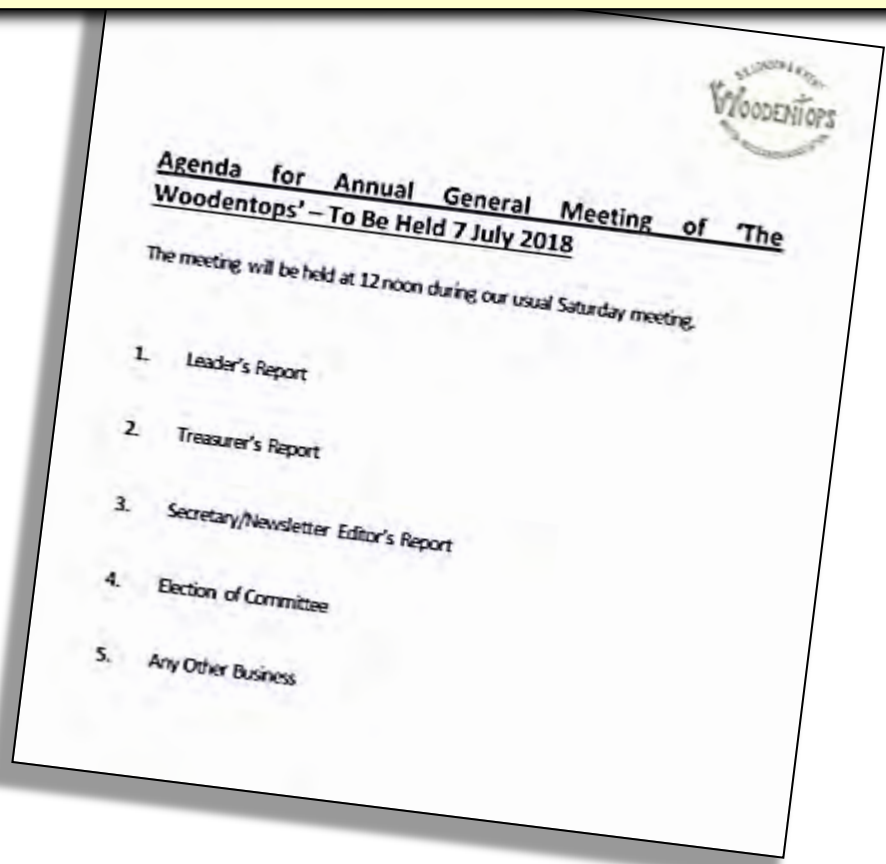 WOODENTOPS
Agenda for Annual General Meeting of 'The
Woodentops' – To Be Held 7 July 2018
The meeting will be held at 12 noon during our usual Saturday meeting.
1. Leader's Report
2. Treasurer's Report
3. Secretary/Newsletter Editor's Report
4. Election of Committee
5. Any Other Business